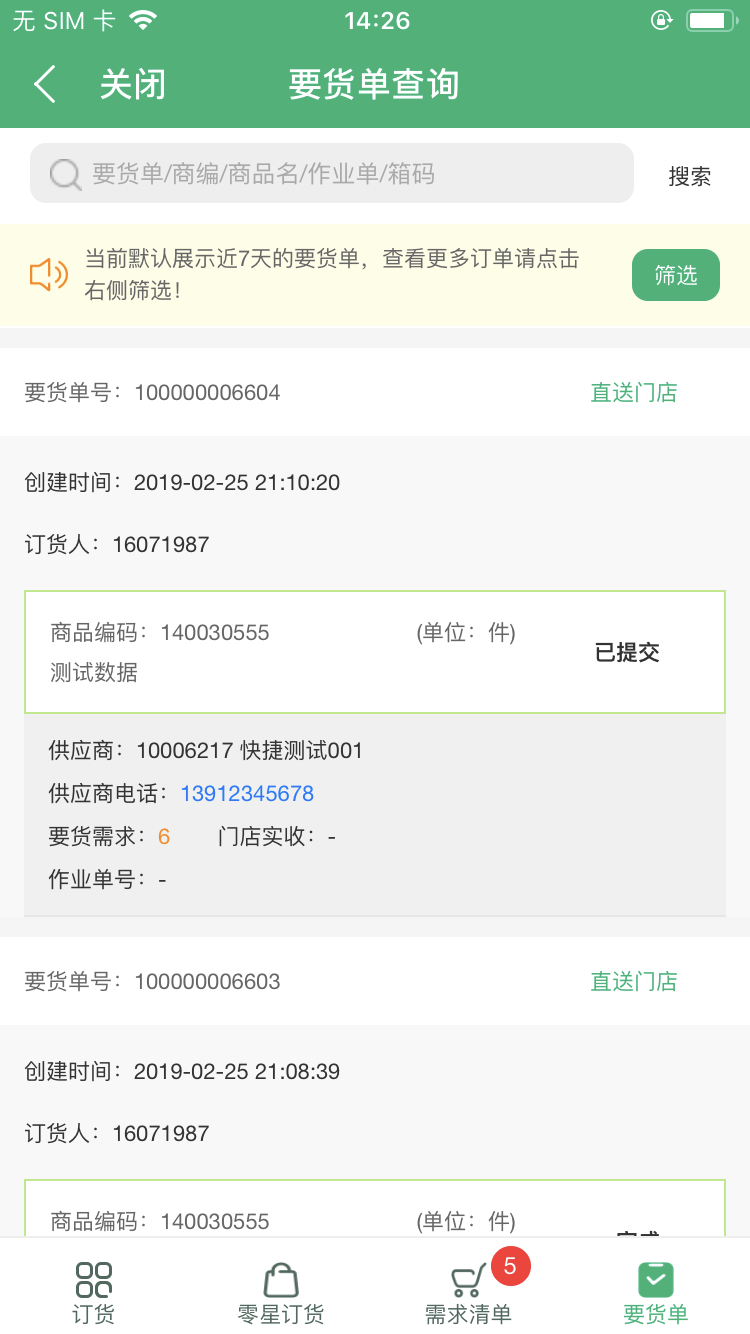 无 SIM 卡 14:26
关闭 要货单查询
要货单/商编/商品名/作业单/箱码 搜索
当前默认展示近7天的要货单，查看更多订单请点击
右侧筛选！
筛选
要货单号：100000006604 直送门店
创建时间：2019-02-25 21:10:20
订货人：16071987
商品编码：140030555 (单位：件)
测试数据
已提交
供应商：10006217 快捷测试001
供应商电话：13912345678
要货需求：6 门店实收：-
作业单号：-
要货单号：100000006603 直送门店
创建时间：2019-02-25 21:08:39
订货人：16071987
商品编码：140030555 (单位：件)
5
订货 零星订货 需求清单 要货单